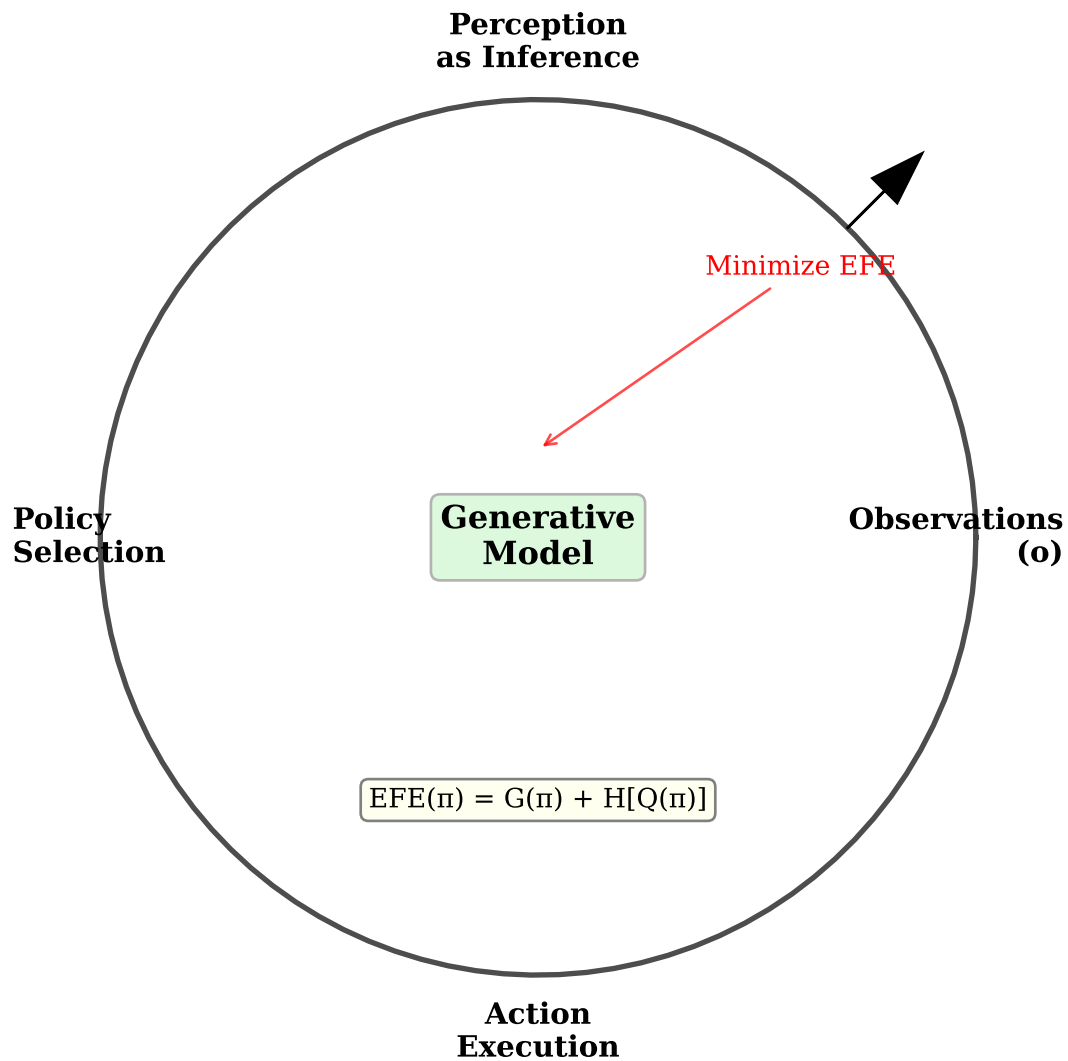 Perception
as Inference
Minimize EFE
Policy
Selection
Generative
Model
Observations
(o)
EFE(π) = G(π) + H[Q(π)]
Action
Execution